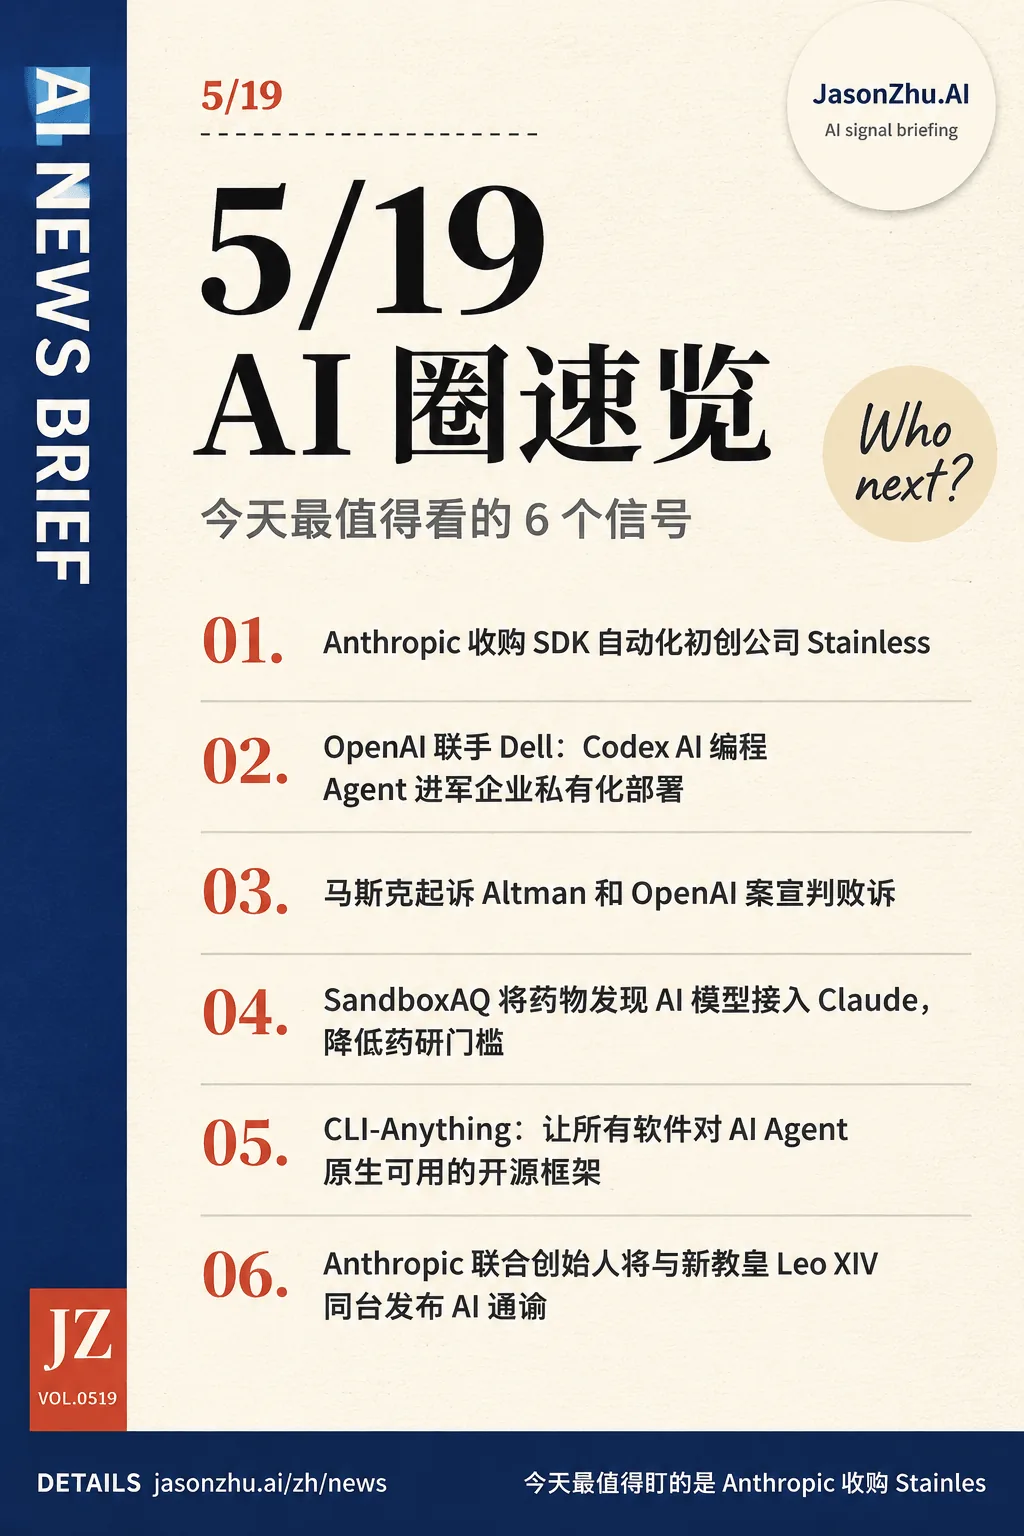 AI NEWS BRIEF
5/19
JasonZhu.AI
AI signal briefing
5/19
AI 圈速览
Who
next?
今天最值得看的 6 个信号
01. Anthropic 收购 SDK 自动化初创公司 Stainless
02. OpenAI 联手 Dell：Codex AI 编程
Agent 进军企业私有化部署
03. 马斯克起诉 Altman 和 OpenAI 案宣判败诉
04. SandboxAQ 将药物发现 AI 模型接入 Claude，
降低药研门槛
05. CLI-Anything：让所有软件对 AI Agent
原生可用的开源框架
06. Anthropic 联合创始人将与新教皇 Leo XIV
同台发布 AI 通谕
JZ
VOL.0519
DETAILS jasonzhu.ai/zh/news
今天最值得盯的是 Anthropic 收购 Stainles